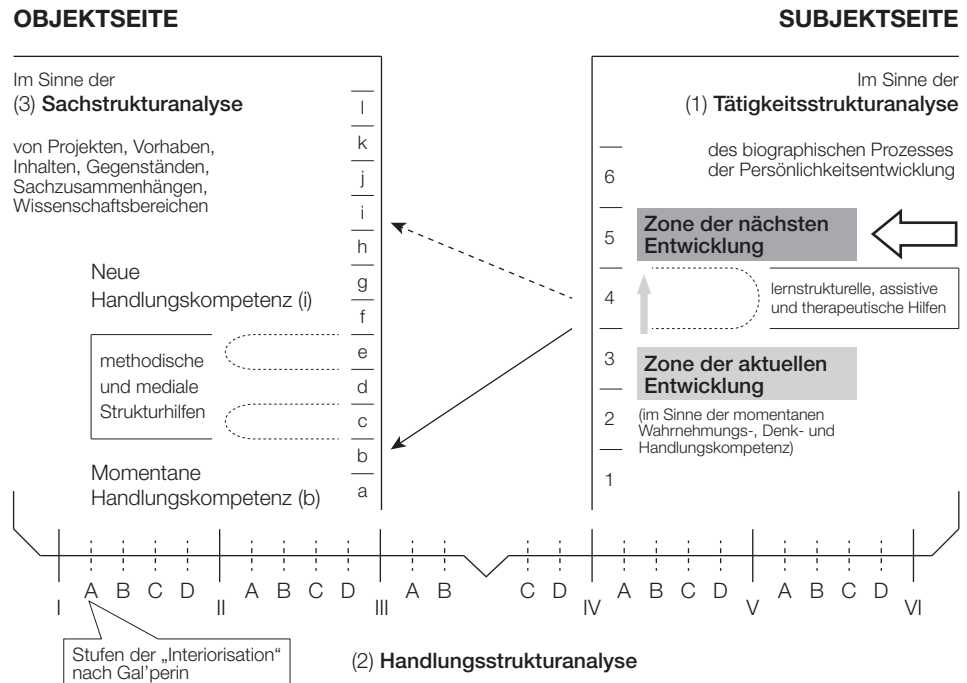 OBJEKTSEITE
SUBJEKTSEITE
Im Sinne der
(3) Sachstrukturanalyse
von Projekten, Vorhaben,
Inhalten, Gegenständen,
Sachzusammenhängen,
Wissenschaftsbereichen
Neue
Handlungskompetenz (i)
methodische
und mediale
Strukturhilfen
Momentane
Handlungskompetenz (b)
l
k
j
i
h
g
f
e
d
c
b
a
Im Sinne der
(1) Tätigkeitsstrukturanalyse
des biographischen Prozesses
der Persönlichkeitsentwicklung
6
5
4
3
2
1
Zone der nächsten
Entwicklung
lernstrukturelle, assistive
und therapeutische Hilfen
Zone der aktuellen
Entwicklung
(im Sinne der momentanen
Wahrnehmungs-, Denk- und
Handlungskompetenz)
I A B C D II A B C D III A B C D IV A B C D V A B C D VI
Stufen der „Interiorisation“
nach Gal’perin
(2) Handlungsstrukturanalyse